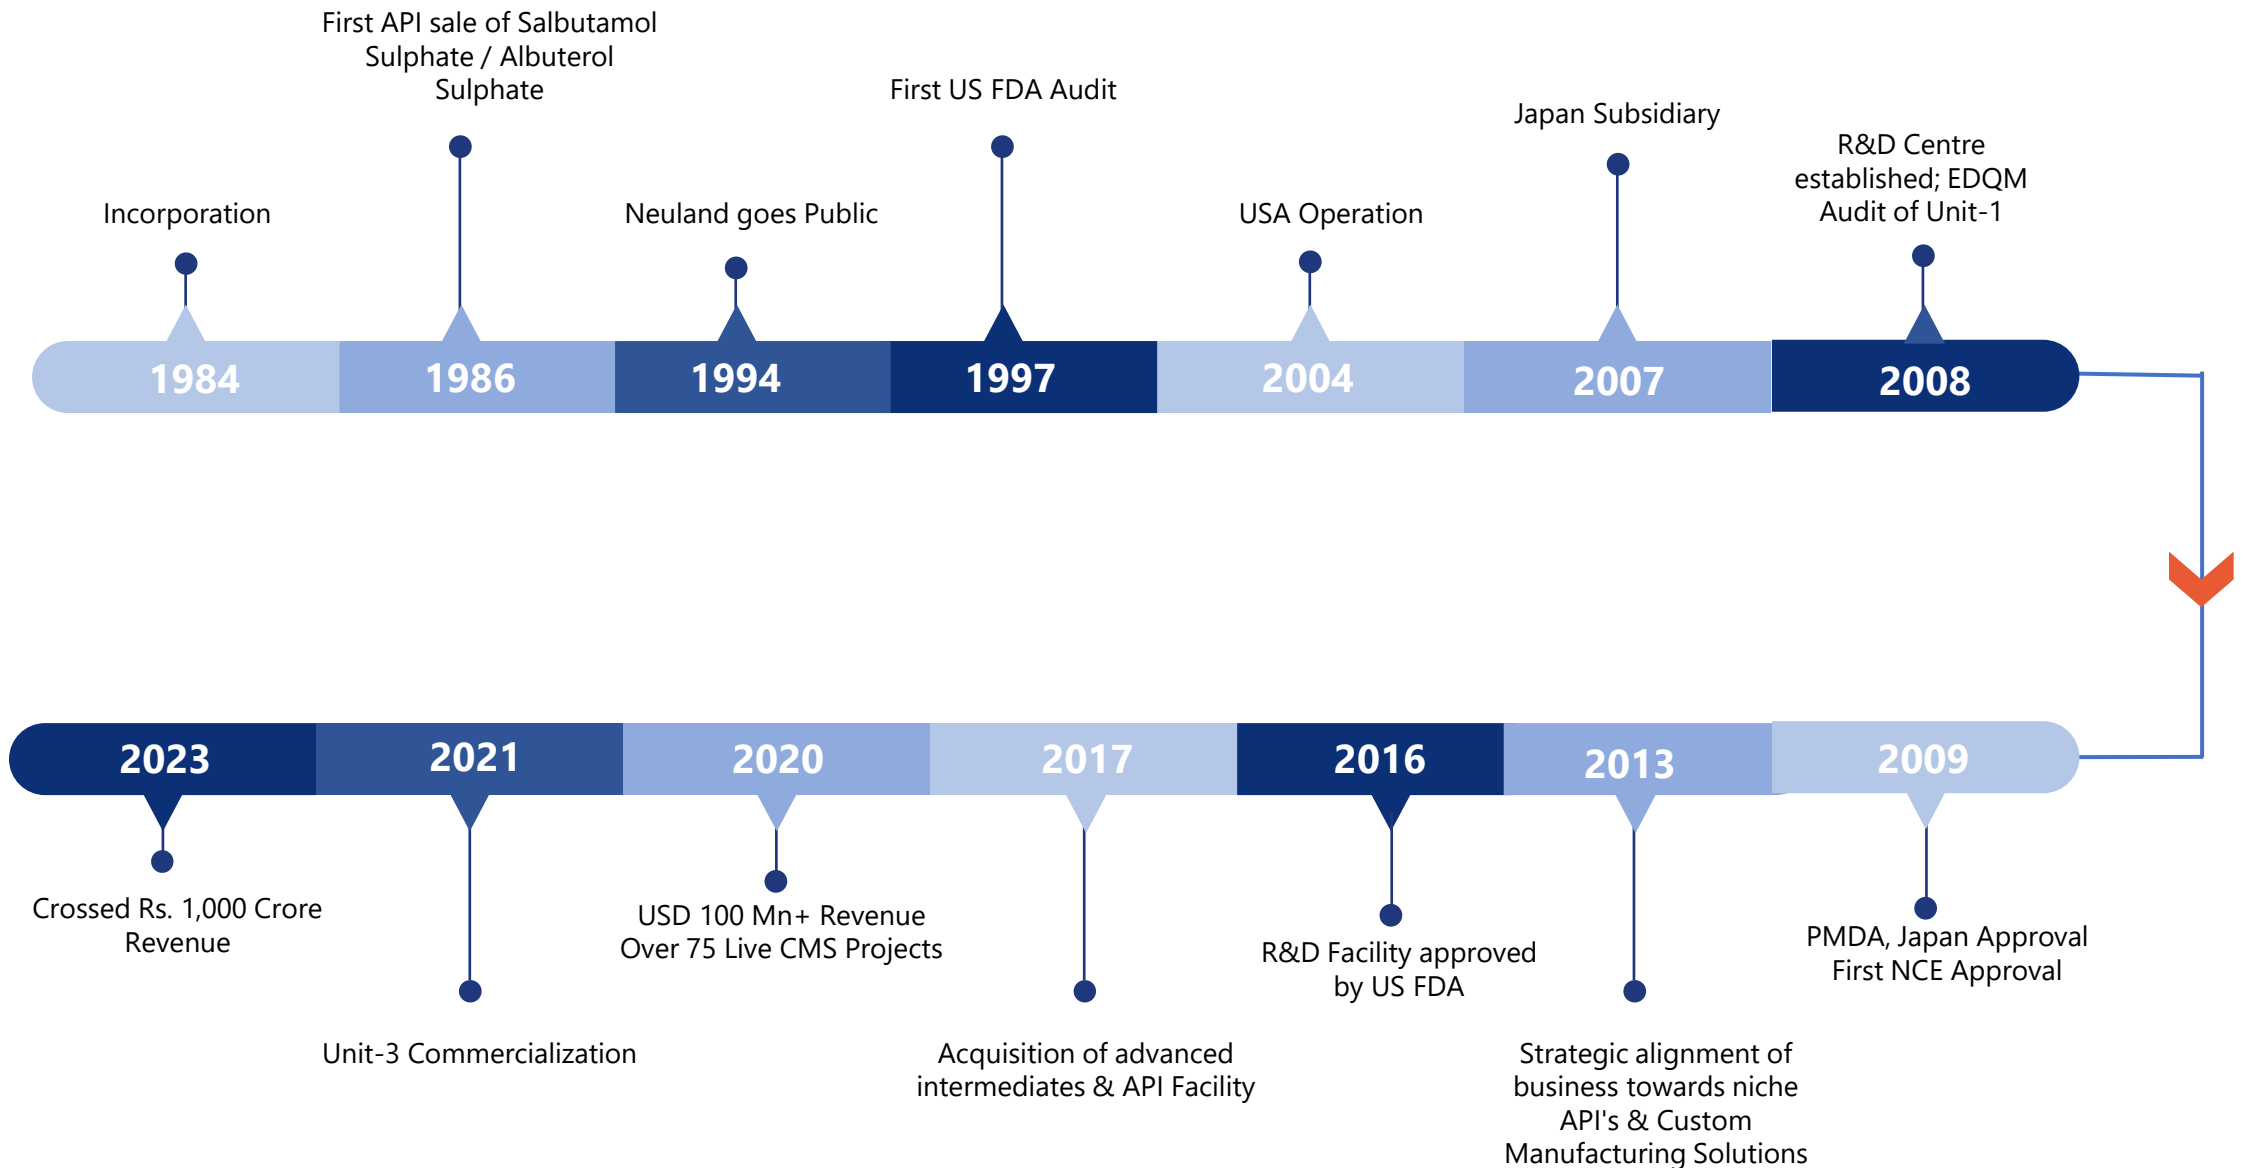 First API sale of Salbutamol
Sulphate / Albuterol
Sulphate
First US FDA Audit
Japan Subsidiary
R&D Centre
established; EDQM
Audit of Unit-1
Incorporation
Neuland goes Public
USA Operation
1984
1986
1994
1997
2004
2007
2008
2023
2021
2020
2017
2016
2013
2009
Crossed Rs. 1,000 Crore
Revenue
USD 100 Mn+ Revenue
Over 75 Live CMS Projects
R&D Facility approved
by US FDA
PMDA, Japan Approval
First NCE Approval
Unit-3 Commercialization
Acquisition of advanced
intermediates & API Facility
Strategic alignment of
business towards niche
API's & Custom
Manufacturing Solutions